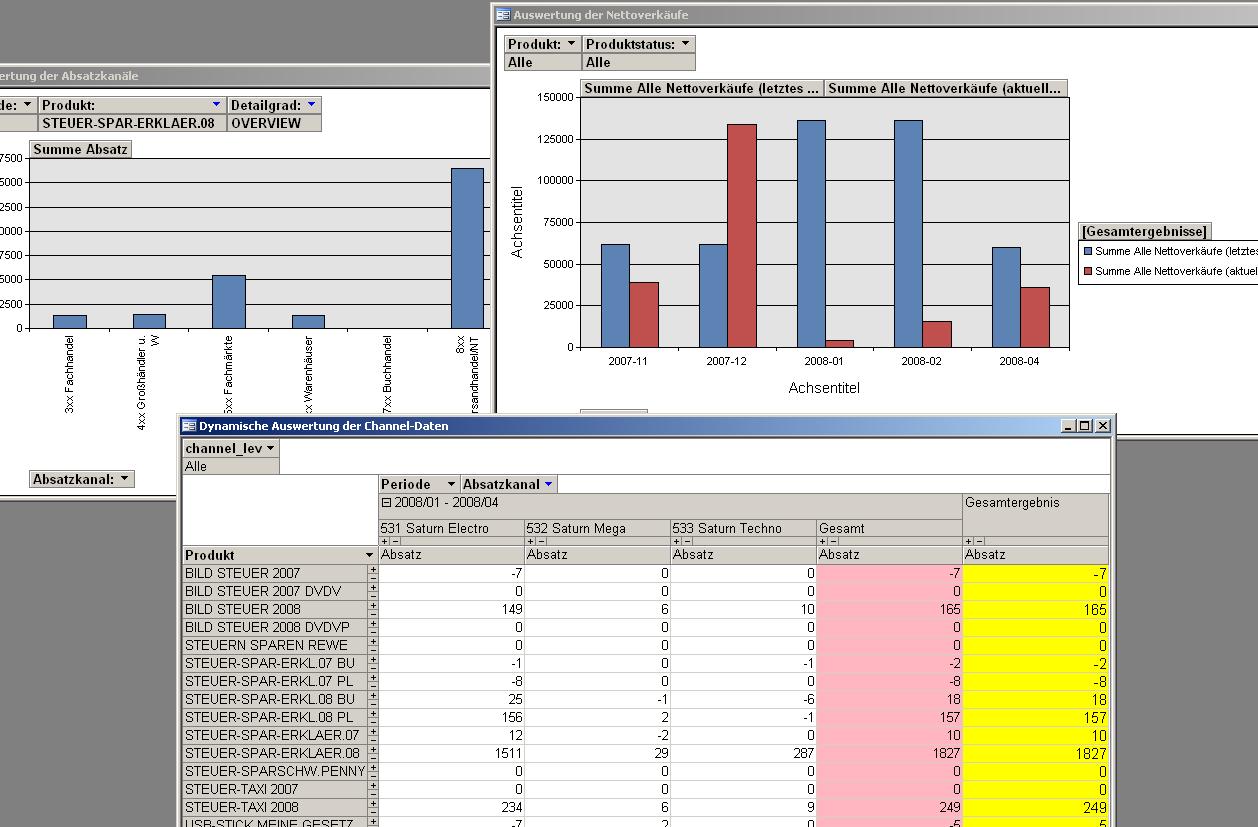 ertung der Absatzkanäle
de: Produkt: Detailgrad:
STEUER-SPAR-ERKLAER.08 OVERVIEW
Summe Absatz
7500
5000
2500
0000
7500
5000
2500
0
3xx Fachhandel
4xx Großhändler u. VV
5xx Fachmärkte
xx Warenhäuser
7xx Buchhandel
8xx
rsandhandel/NT
Absatzkanal:
Auswertung der Nettoverkäufe
Produkt: Produktstatus:
Alle Alle
Summe Alle Nettoverkäufe (letztes ... Summe Alle Nettoverkäufe (aktuell...
150000
125000
100000
75000
50000
25000
0
Achsentitel
2007-11 2007-12 2008-01 2008-02 2008-04
Achsentitel
[Gesamtergebnisse]
Summe Alle Nettoverkäufe (letztes
Summe Alle Nettoverkäufe (aktuel
Dynamische Auswertung der Channel-Daten
channel_lev
Alle
Periode Absatzkanal
2008/01 - 2008/04 Gesamtergebnis
531 Saturn Electro 532 Saturn Mega 533 Saturn Techno Gesamt
Produkt Absatz Absatz Absatz Absatz Absatz
BILD STEUER 2007 -7 0 0 -7 -7
BILD STEUER 2007 DVDV 0 0 0 0 0
BILD STEUER 2008 149 6 10 165 165
BILD STEUER 2008 DVDVP 0 0 0 0 0
STEUERN SPAREN REWE 0 0 0 0 0
STEUER-SPAR-ERKL.07 BU -1 0 -1 -2 -2
STEUER-SPAR-ERKL.07 PL -8 0 0 -8 -8
STEUER-SPAR-ERKL.08 BU 25 -1 -6 18 18
STEUER-SPAR-ERKL.08 PL 156 2 -1 157 157
STEUER-SPAR-ERKLAER.07 12 -2 0 10 10
STEUER-SPAR-ERKLAER.08 1511 29 287 1827 1827
STEUER-SPARSCHW.PENNY 0 0 0 0 0
STEUER-TAXI 2007 0 0 0 0 0
STEUER-TAXI 2008 234 6 9 249 249
USB-STICK MEINE GESETZ -7 2 0 -5 -5